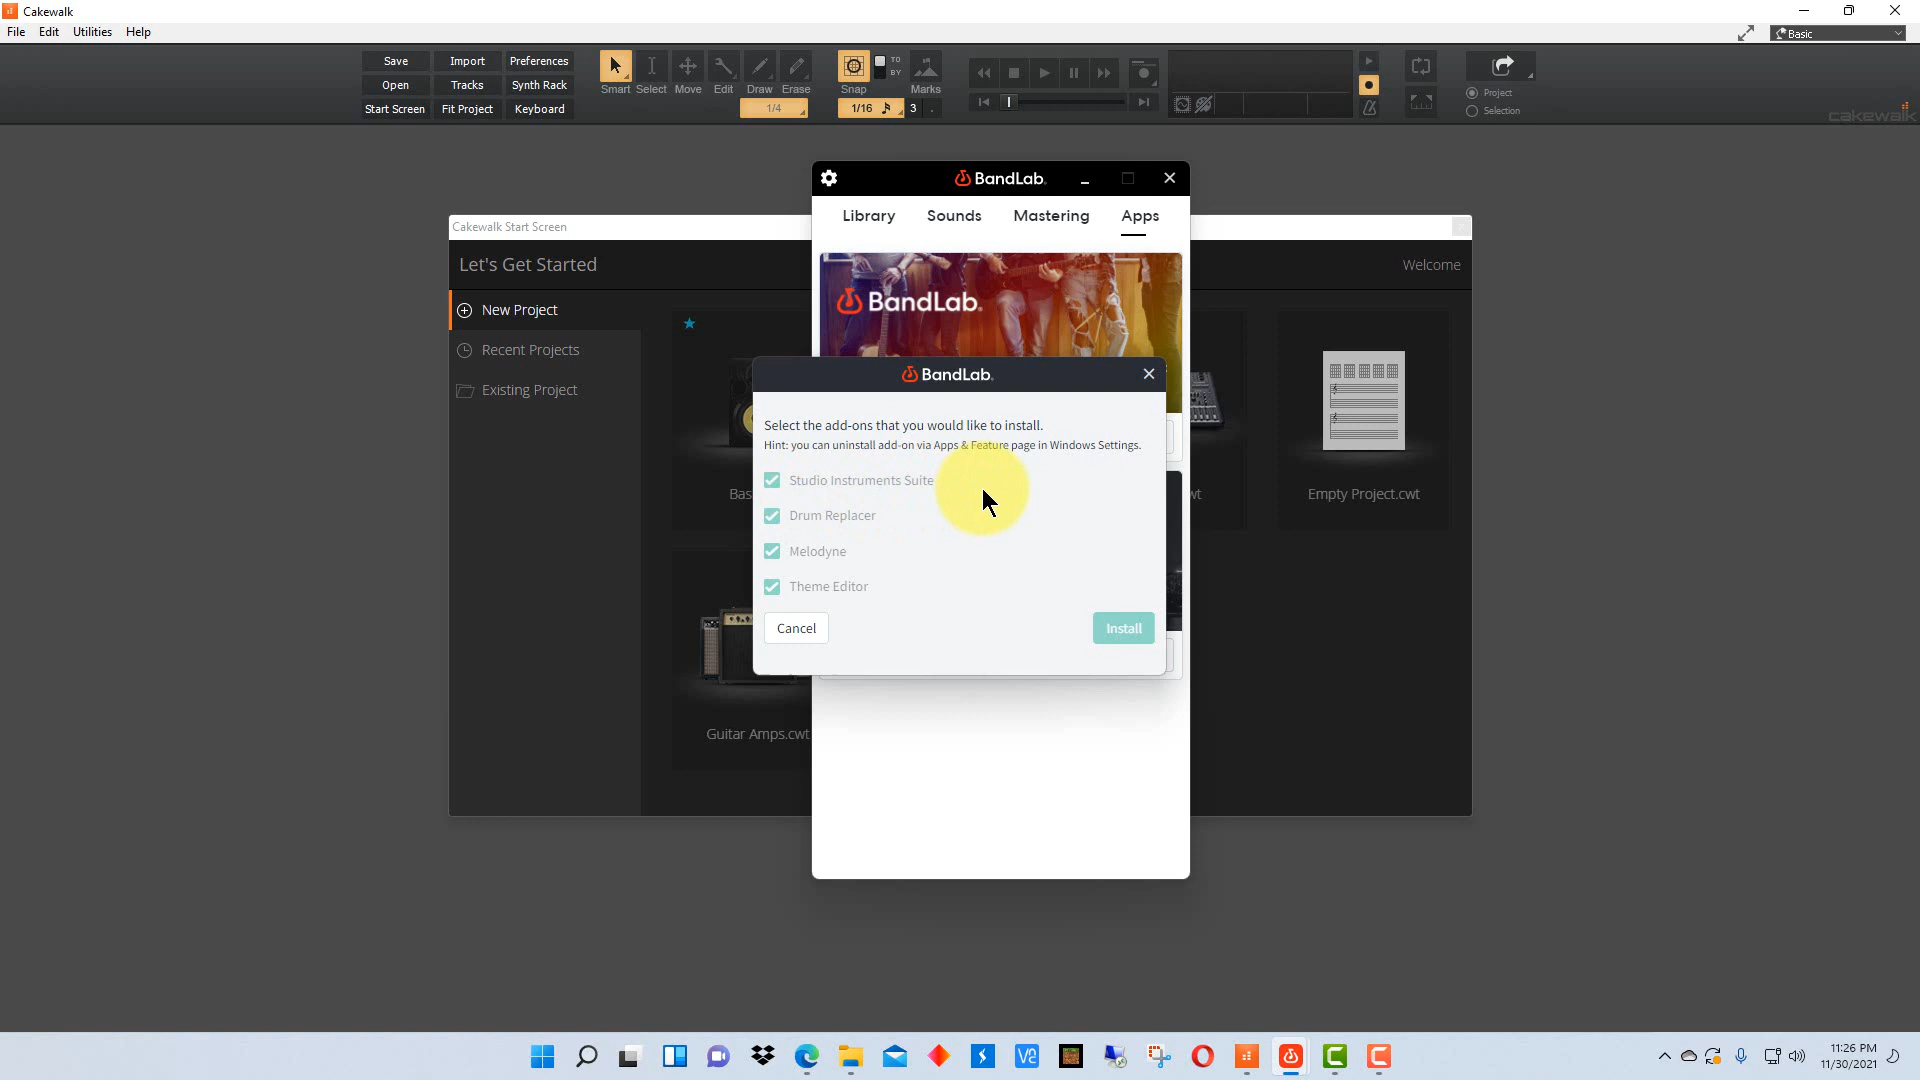 Cakewalk
File Edit Utilities Help
Basic
Save Import Preferences
Open Tracks Synth Rack
Start Screen Fit Project Keyboard
Smart Select Move Edit Draw Erase
1/4
Snap
TO
BY
Marks
1/16 3
Project
Selection
cakewalk
BandLab
Library Sounds Mastering Apps
Cakewalk Start Screen
Let's Get Started
Welcome
New Project
Recent Projects
Existing Project
BandLab.
BandLab.
Select the add-ons that you would like to install.
Hint: you can uninstall add-on via Apps & Feature page in Windows Settings.
Studio Instruments Suite
Drum Replacer
Melodyne
Theme Editor
Cancel Install
Bas
wt
Empty Project.cwt
Guitar Amps.cwt
11:26 PM
11/30/2021